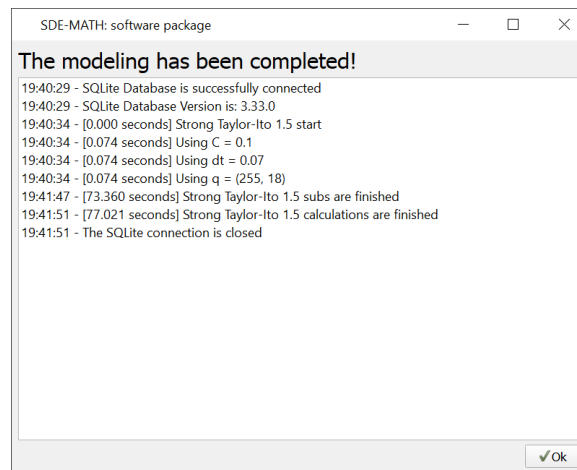 SDE-MATH: software package
The modeling has been completed!
19:40:29 - SQLite Database is successfully connected
19:40:29 - SQLite Database Version is: 3.33.0
19:40:34 - [0.000 seconds] Strong Taylor-Ito 1.5 start
19:40:34 - [0.074 seconds] Using C = 0.1
19:40:34 - [0.074 seconds] Using dt = 0.07
19:40:34 - [0.074 seconds] Using q = (255, 18)
19:41:47 - [73.360 seconds] Strong Taylor-Ito 1.5 subs are finished
19:41:51 - [77.021 seconds] Strong Taylor-Ito 1.5 calculations are finished
19:41:51 - The SQLite connection is closed
Ok